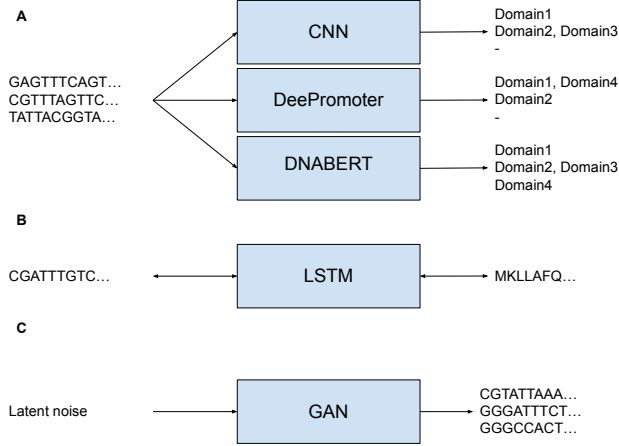 A
GAGTTTCAGT...
CGTTTAGTTC...
TATTACGGTA...
CNN
DeePromoter
DNABERT
Domain1
Domain2, Domain3
-
Domain1, Domain4
Domain2
-
Domain1
Domain2, Domain3
Domain4
B
CGATTTGTC...
LSTM
MKLLAFQ...
C
Latent noise
GAN
CGTATTAAA...
GGGATTTCT...
GGGCCACT...